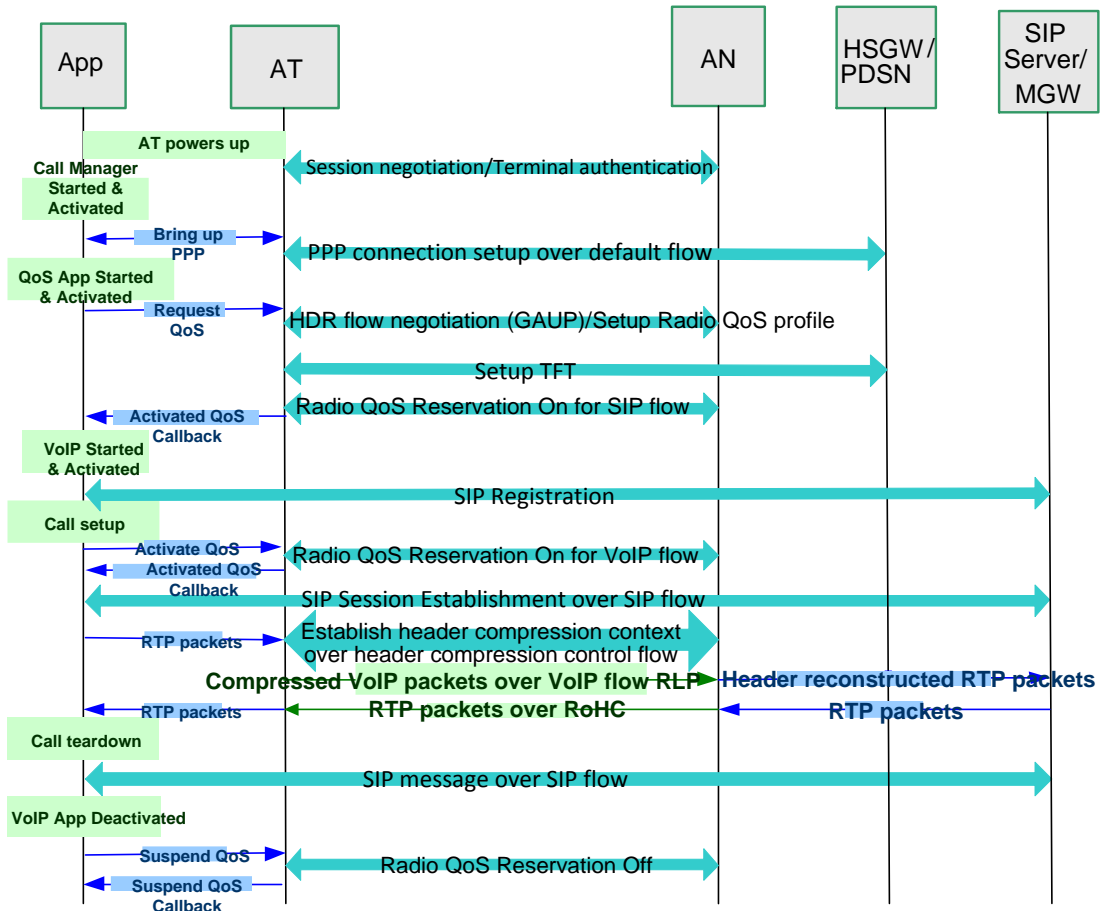 App
AT
AN
HSGW/
PDSN
SIP
Server/
MGW
AT powers up
Session negotiation/Terminal authentication
Call Manager
Started &
Activated
Bring up
PPP
PPP connection setup over default flow
QoS App Started
& Activated
Request
QoS
HDR flow negotiation (GAUP)/Setup Radio QoS profile
Setup TFT
Radio QoS Reservation On for SIP flow
Activated QoS
Callback
VoIP Started
& Activated
SIP Registration
Call setup
Activate QoS
Radio QoS Reservation On for VoIP flow
Activated QoS
Callback
SIP Session Establishment over SIP flow
RTP packets
Establish header compression context
over header compression control flow
Compressed VoIP packets over VoIP flow RLP
Header reconstructed RTP packets
RTP packets
RTP packets over RoHC
RTP packets
Call teardown
SIP message over SIP flow
VoIP App Deactivated
Suspend QoS
Radio QoS Reservation Off
Suspend QoS
Callback